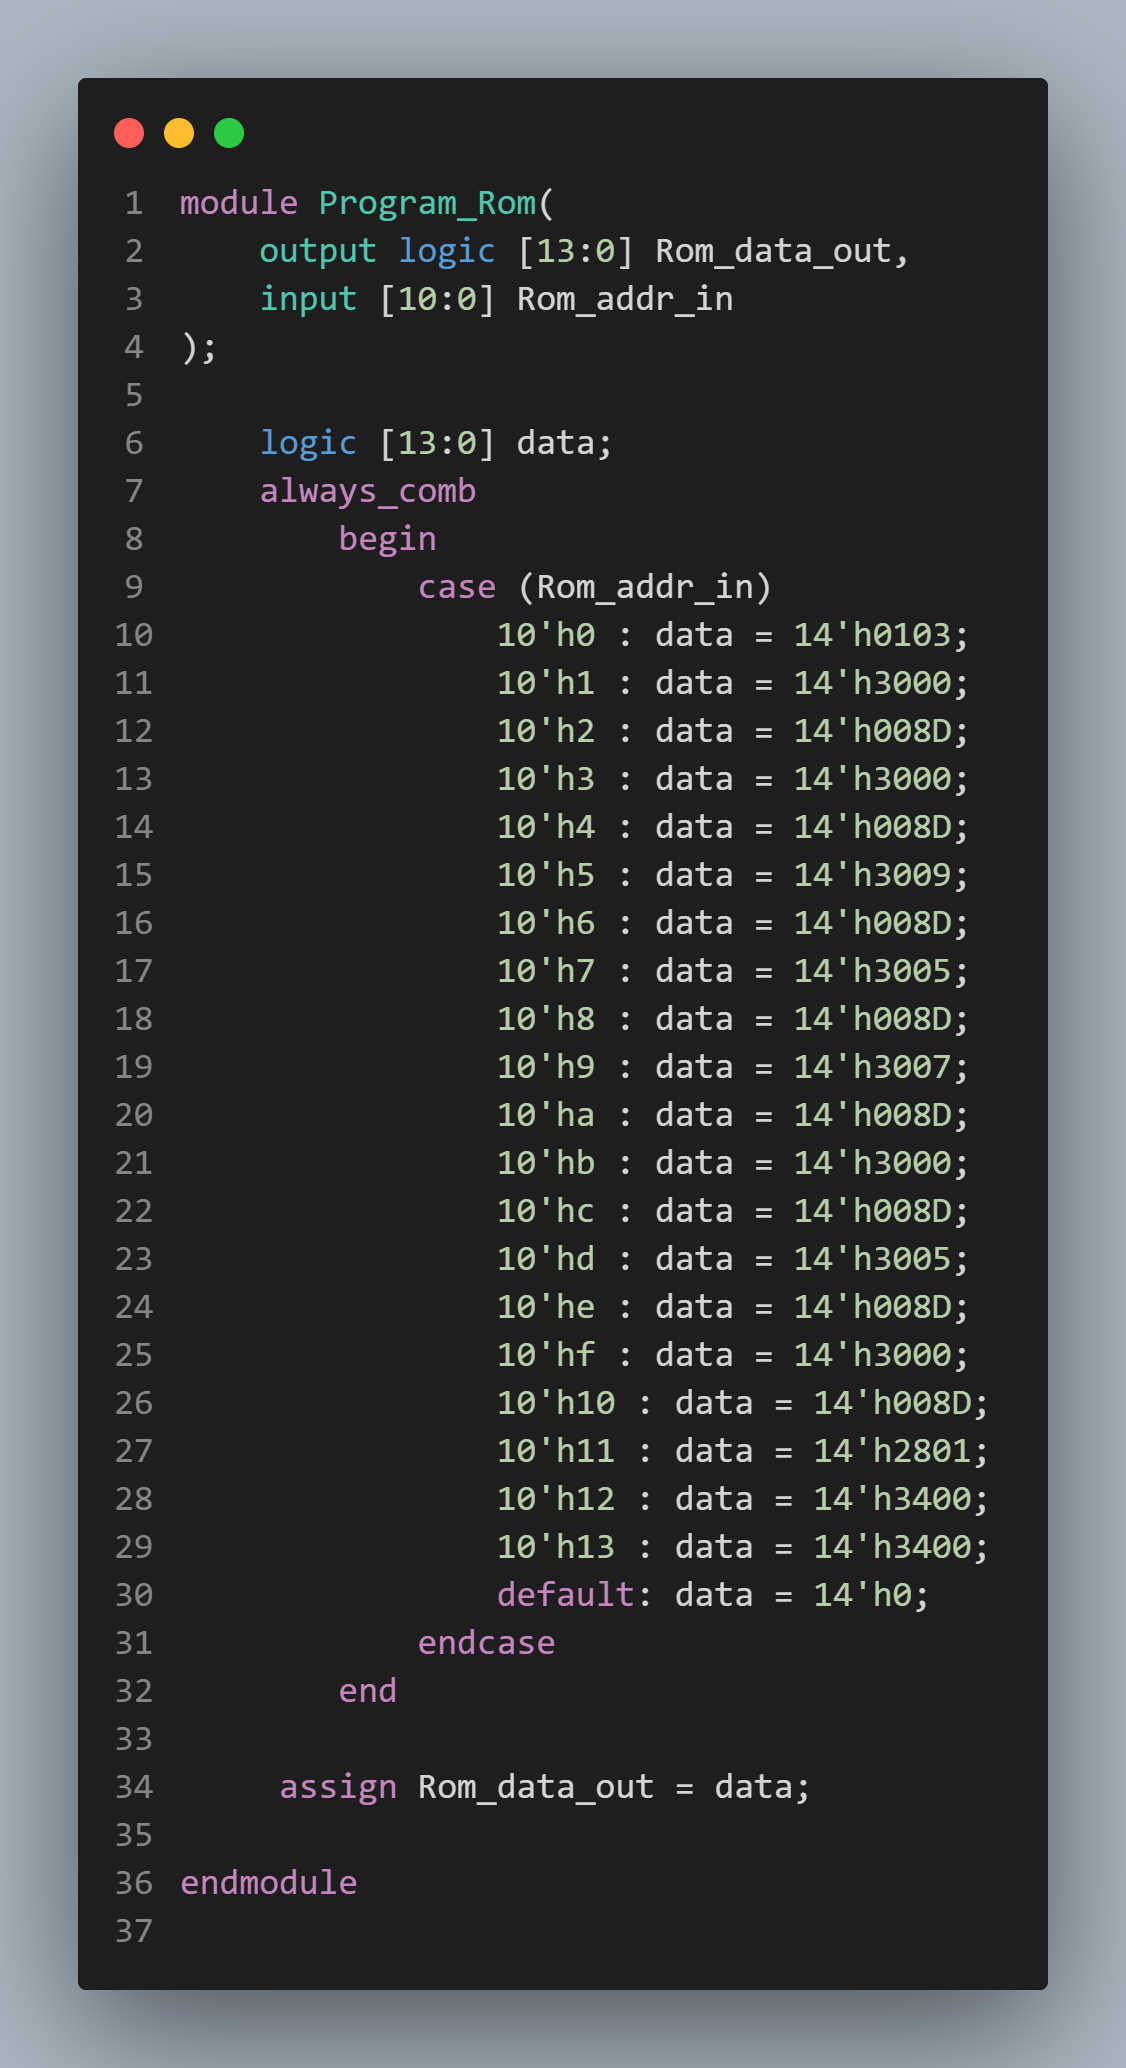 1 module Program_Rom(
2     output logic [13:0] Rom_data_out,
3     input [10:0] Rom_addr_in
4 );
5
6     logic [13:0] data;
7     always_comb
8         begin
9             case (Rom_addr_in)
10                 10'h0 : data = 14'h0103;
11                 10'h1 : data = 14'h3000;
12                 10'h2 : data = 14'h008D;
13                 10'h3 : data = 14'h3000;
14                 10'h4 : data = 14'h008D;
15                 10'h5 : data = 14'h3009;
16                 10'h6 : data = 14'h008D;
17                 10'h7 : data = 14'h3005;
18                 10'h8 : data = 14'h008D;
19                 10'h9 : data = 14'h3007;
20                 10'ha : data = 14'h008D;
21                 10'hb : data = 14'h3000;
22                 10'hc : data = 14'h008D;
23                 10'hd : data = 14'h3005;
24                 10'he : data = 14'h008D;
25                 10'hf : data = 14'h3000;
26                 10'h10 : data = 14'h008D;
27                 10'h11 : data = 14'h2801;
28                 10'h12 : data = 14'h3400;
29                 10'h13 : data = 14'h3400;
30                 default: data = 14'h0;
31             endcase
32         end
33
34      assign Rom_data_out = data;
35
36 endmodule
37